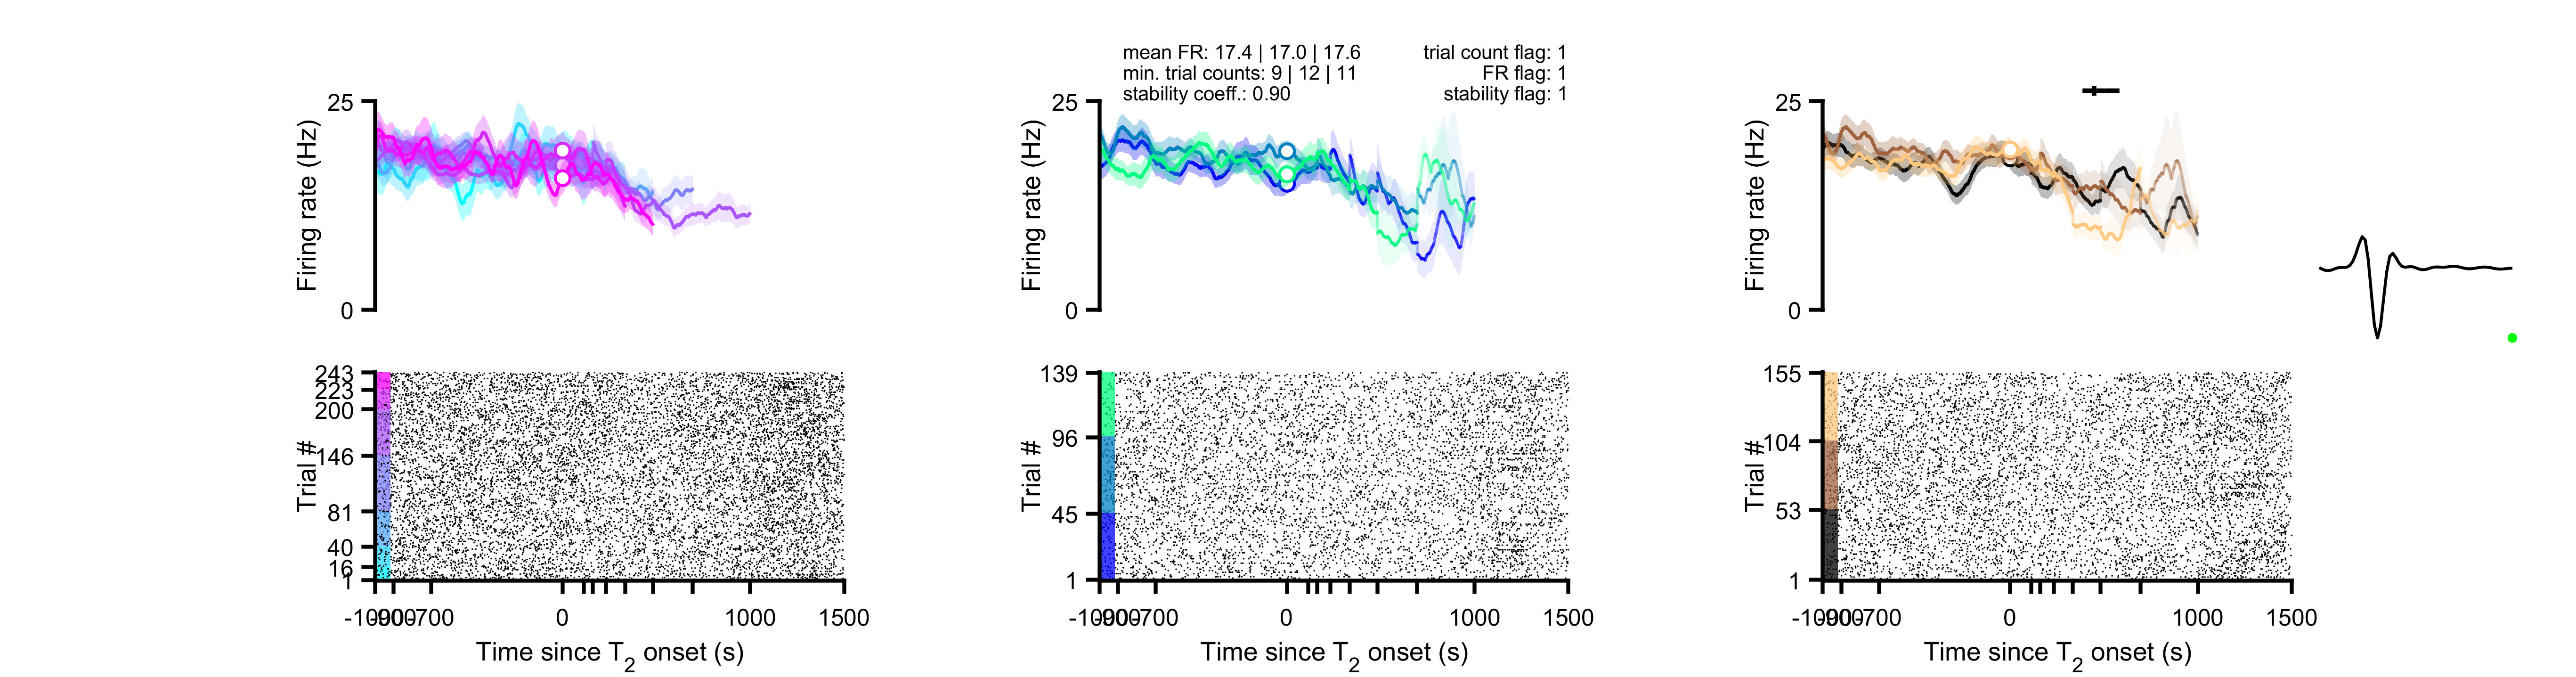 mean FR: 17.4 | 17.0 | 17.6
min. trial counts: 9 | 12 | 11
stability coeff.: 0.90
trial count flag: 1
FR flag: 1
stability flag: 1
25
Firing rate (Hz)
0
25
Firing rate (Hz)
0
25
Firing rate (Hz)
0
243
223
200
146
81
40
16
1
Trial #
0
1000
1500
Time since T2 onset (s)
139
96
45
1
Trial #
0
1000
1500
Time since T2 onset (s)
155
104
53
1
Trial #
0
1000
1500
Time since T2 onset (s)